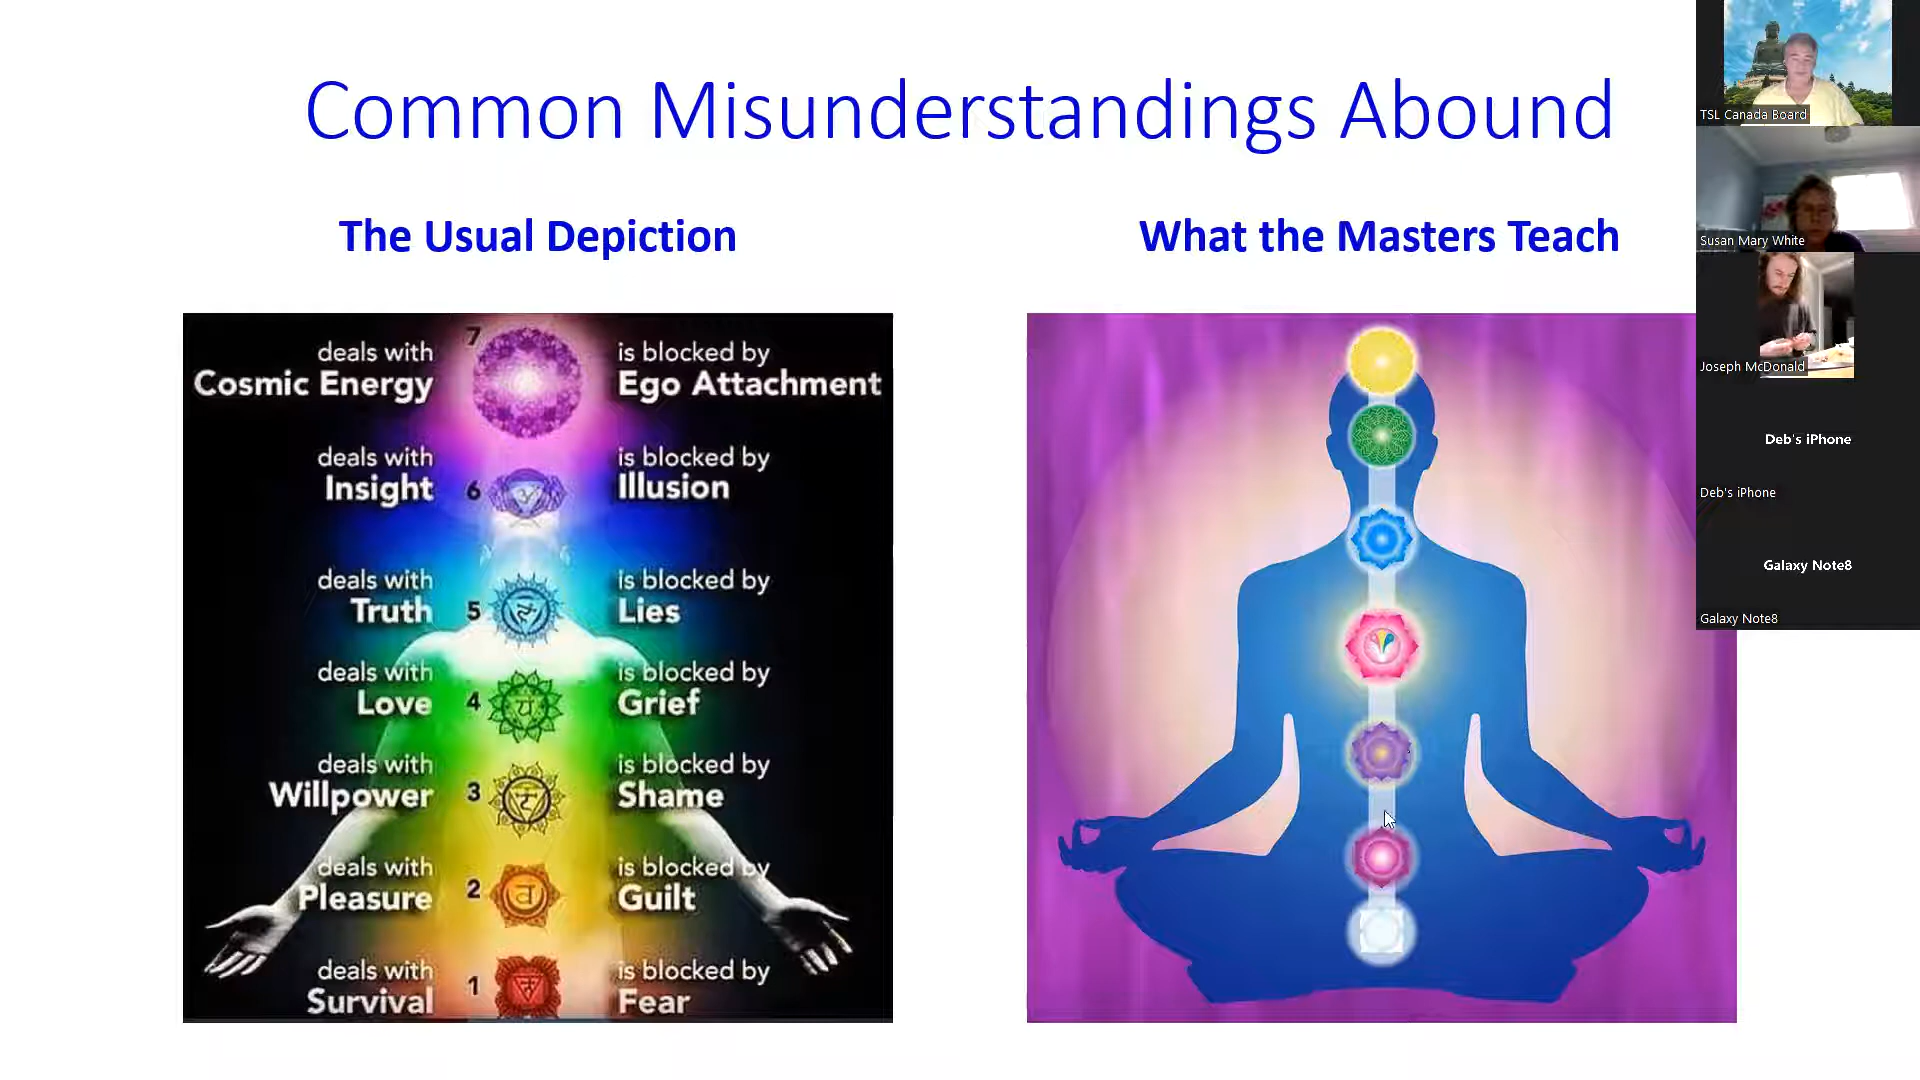 Common Misunderstandings Abound
The Usual Depiction
What the Masters Teach
deals with
Cosmic Energy
7
is blocked by
Ego Attachment
deals with
Insight
6
is blocked by
Illusion
deals with
Truth
5
is blocked by
Lies
deals with
Love
4
is blocked by
Grief
deals with
Willpower
3
is blocked by
Shame
deals with
Pleasure
2
is blocked by
Guilt
deals with
Survival
1
is blocked by
Fear
TSL Canada Board
Susan Mary White
Joseph McDonald
Deb's iPhone
Deb's iPhone
Galaxy Note8
Galaxy Note8